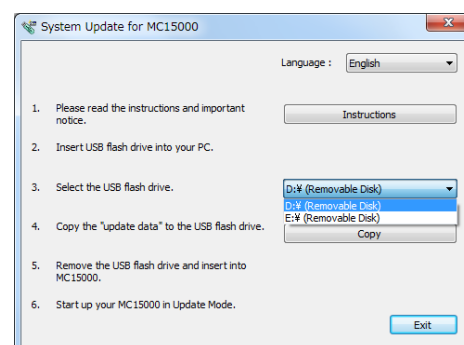 System Update for MC15000
Language : English
1. Please read the instructions and important
notice.
Instructions
2. Insert USB flash drive into your PC.
3. Select the USB flash drive.
D:¥ (Removable Disk)
D:¥ (Removable Disk)
E:¥ (Removable Disk)
4. Copy the "update data" to the USB flash drive.
Copy
5. Remove the USB flash drive and insert into
MC15000.
6. Start up your MC15000 in Update Mode.
Exit